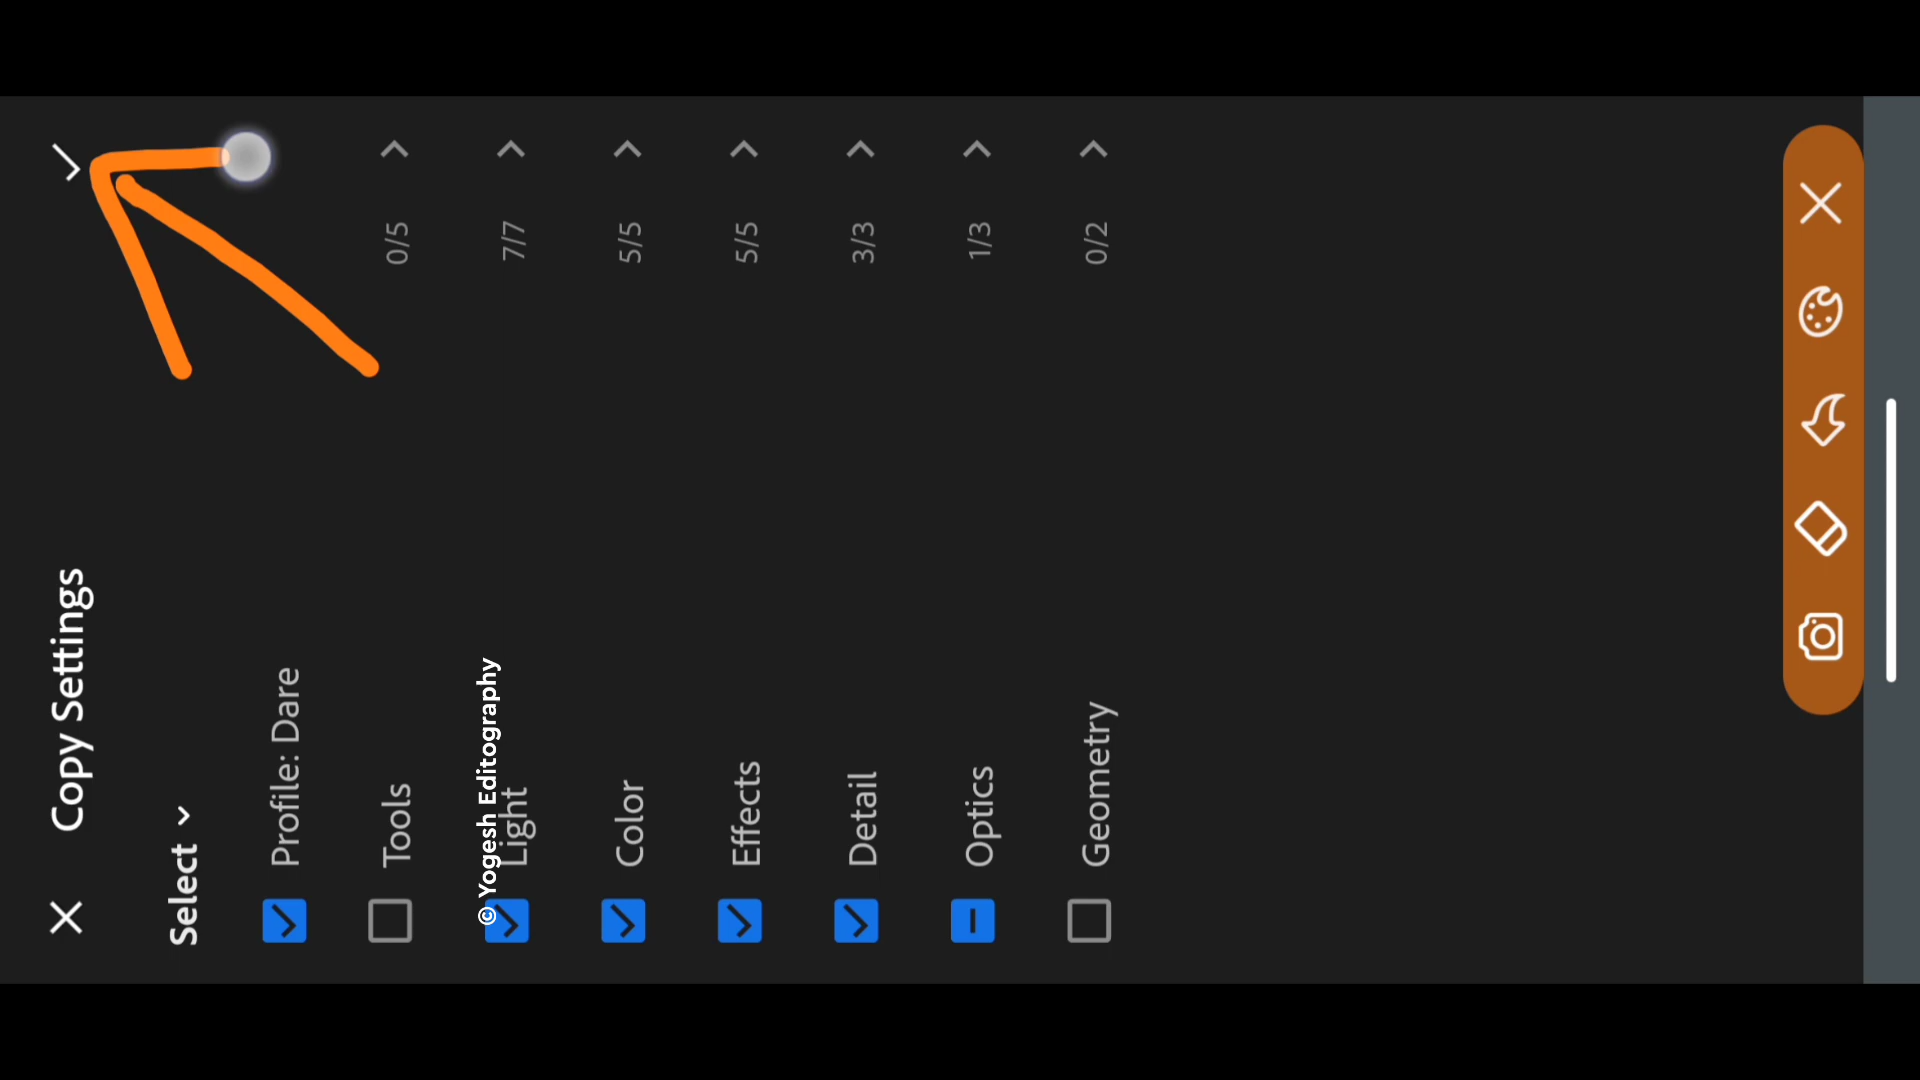 Copy Settings
Select
Profile: Dare
Tools 0/5
© Yogesh Editography
Light 7/7
Color 5/5
Effects 5/5
Detail 3/3
Optics 1/3
Geometry 0/2